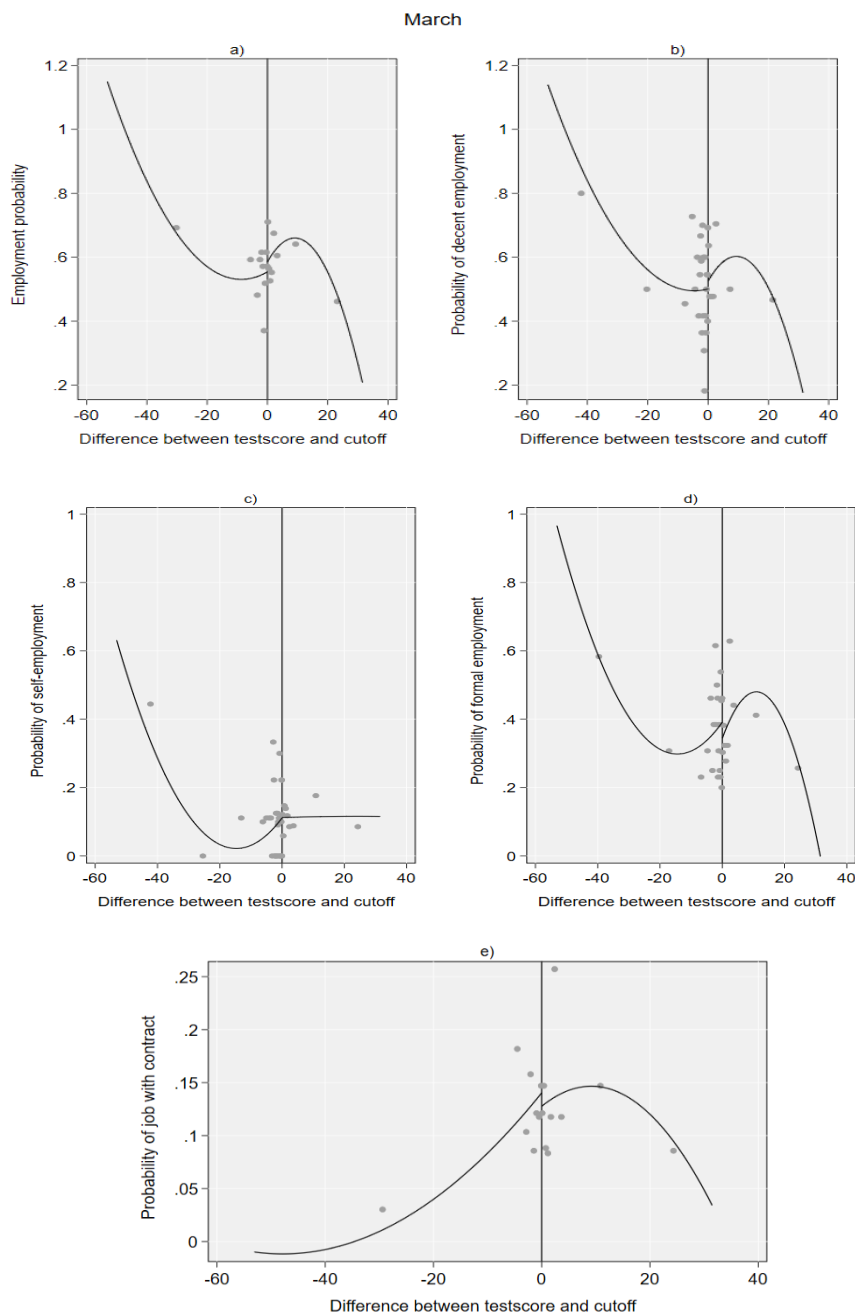 March
a)
Employment probability
1.2
1
.8
.6
.4
.2
-60 -40 -20 0 20 40
Difference between testscore and cutoff
b)
Probability of decent employment
1.2
1
.8
.6
.4
.2
-60 -40 -20 0 20 40
Difference between testscore and cutoff
c)
Probability of self-employment
1
.8
.6
.4
.2
0
-60 -40 -20 0 20 40
Difference between testscore and cutoff
d)
Probability of formal employment
1
.8
.6
.4
.2
0
-60 -40 -20 0 20 40
Difference between testscore and cutoff
e)
Probability of job with contract
.25
.2
.15
.1
.05
0
-60 -40 -20 0 20 40
Difference between testscore and cutoff